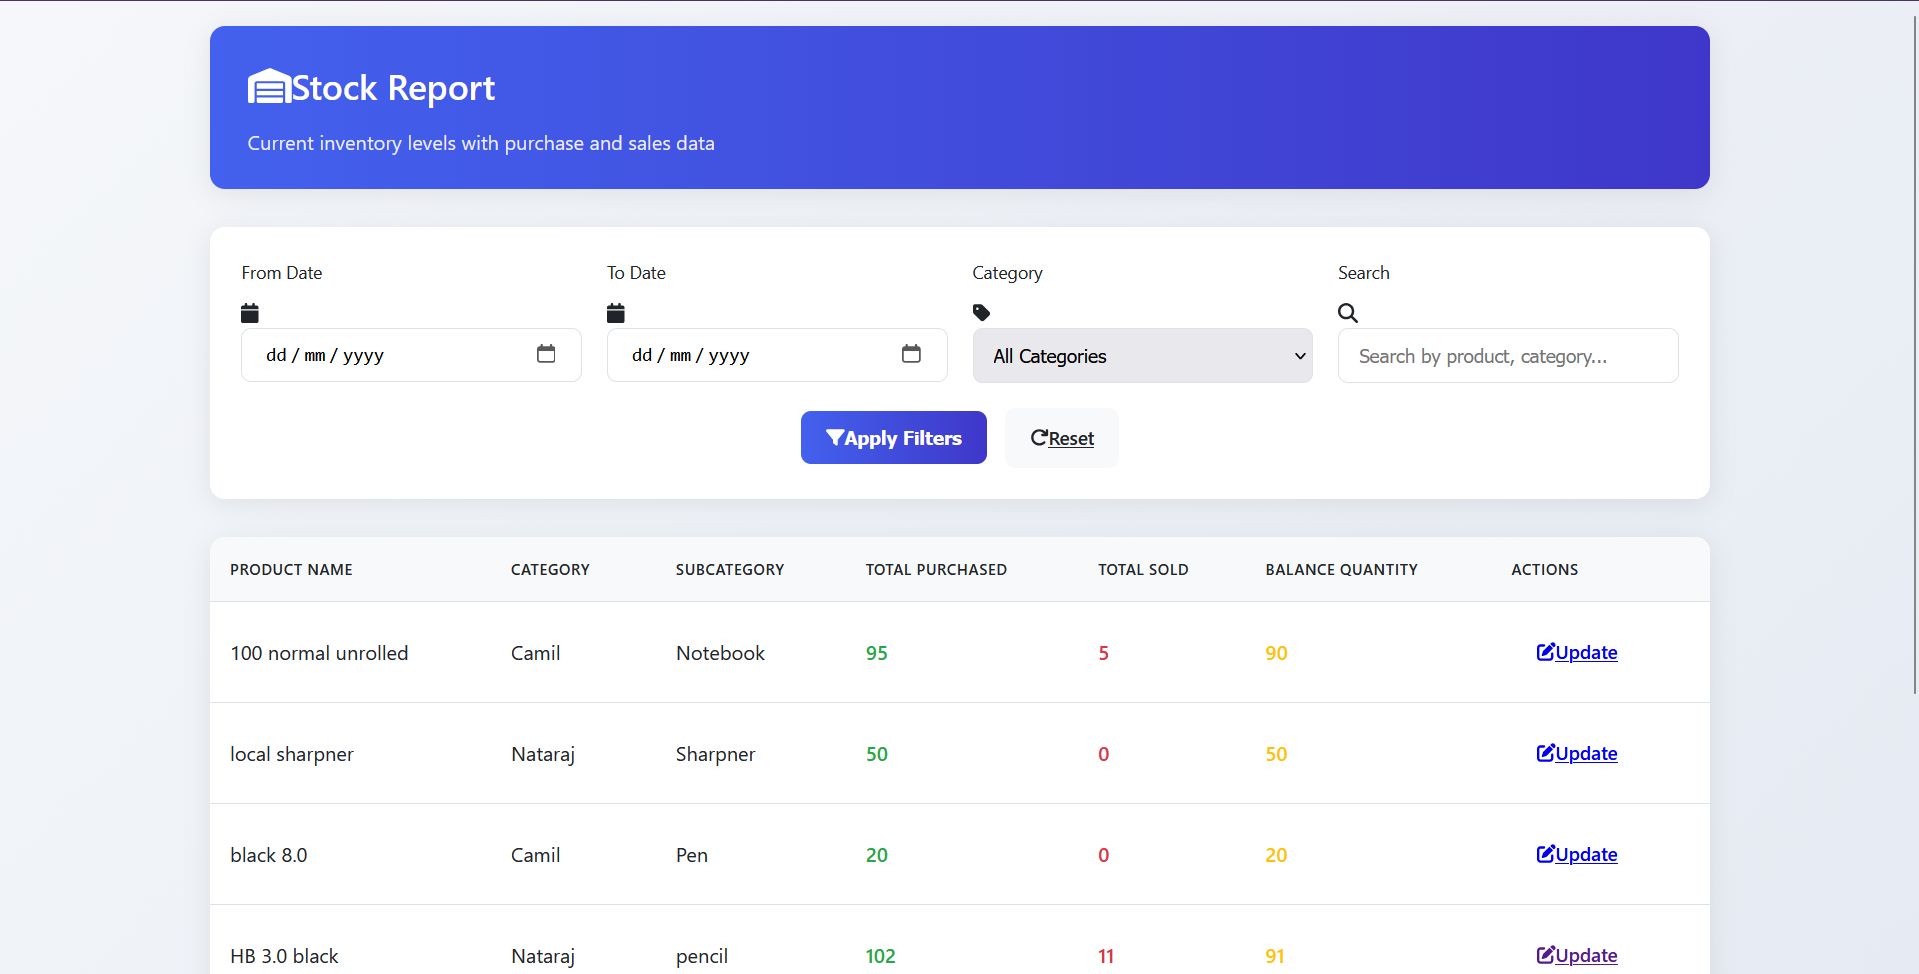 Stock Report
Current inventory levels with purchase and sales data
From Date To Date Category Search
dd / mm / yyyy dd / mm / yyyy All Categories Search by product, category...
Apply Filters Reset
PRODUCT NAME CATEGORY SUBCATEGORY TOTAL PURCHASED TOTAL SOLD BALANCE QUANTITY ACTIONS
100 normal unrolled Camil Notebook 95 5 90 Update
local sharpner Nataraj Sharpner 50 0 50 Update
black 8.0 Camil Pen 20 0 20 Update
HB 3.0 black Nataraj pencil 102 11 91 Update